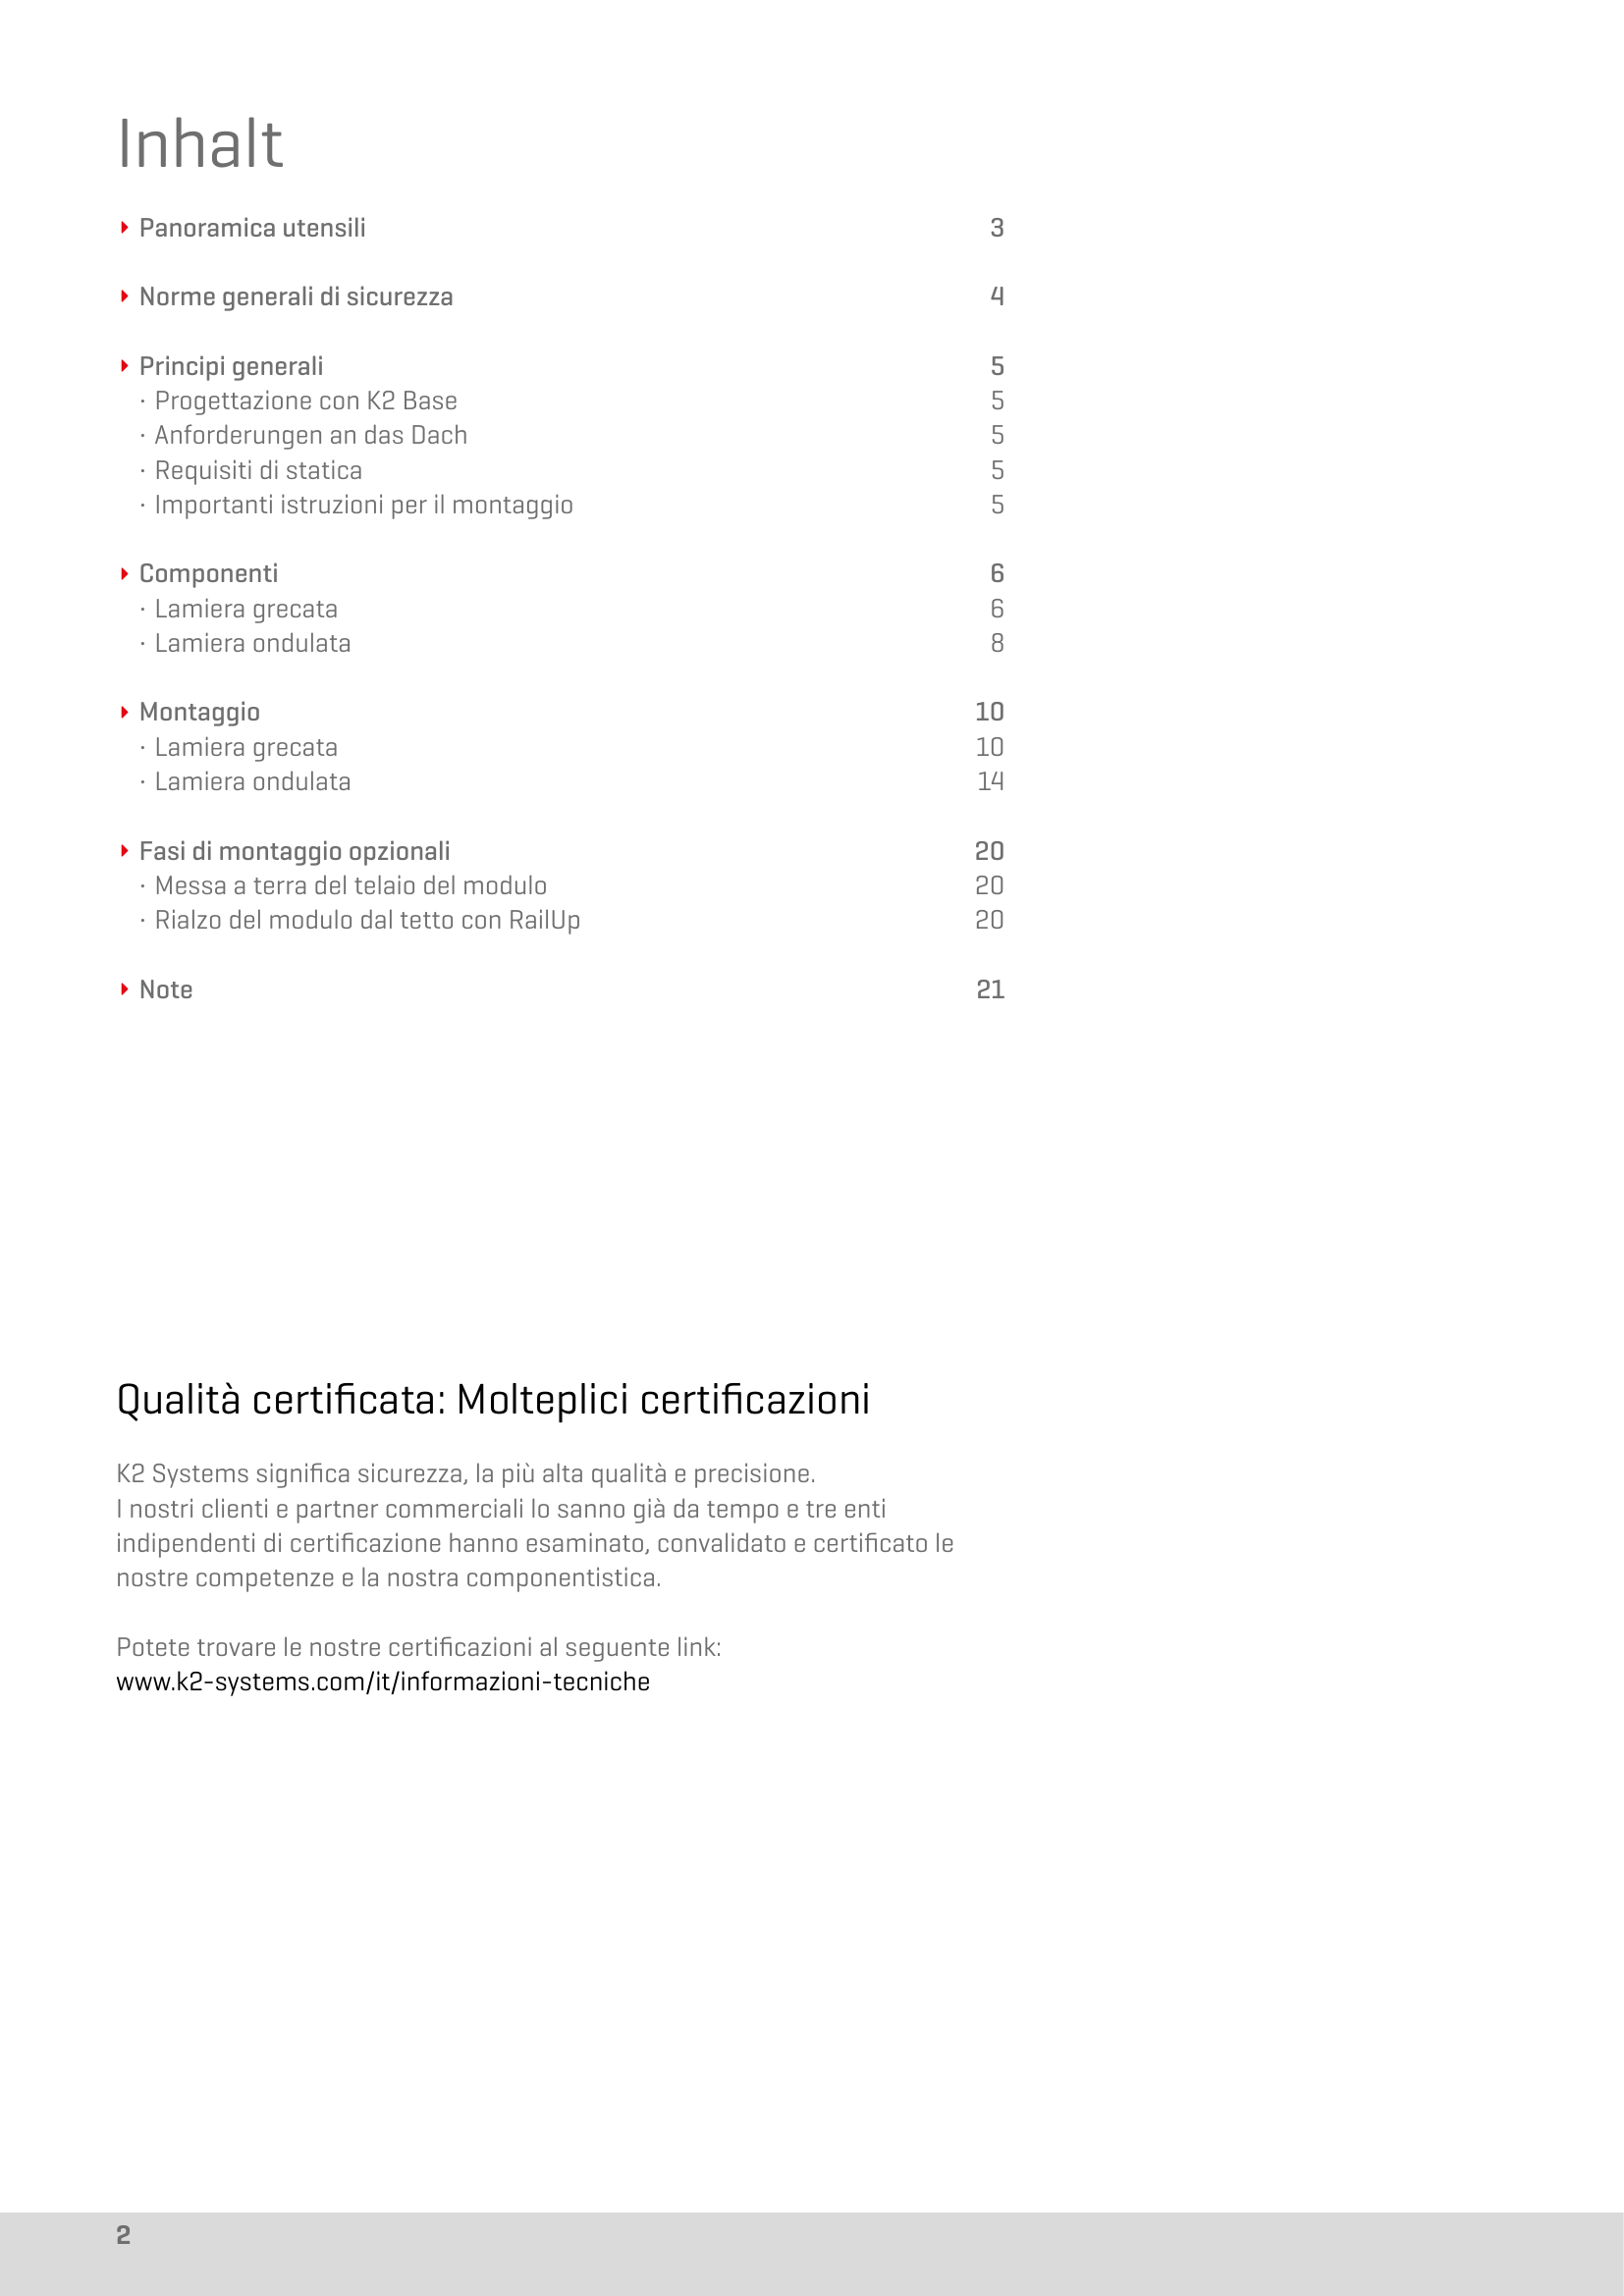 Inhalt
Panoramica utensili 3
Norme generali di sicurezza 4
Principi generali 5
· Progettazione con K2 Base 5
· Anforderungen an das Dach 5
· Requisiti di statica 5
· Importanti istruzioni per il montaggio 5
Componenti 6
· Lamiera grecata 6
· Lamiera ondulata 8
Montaggio 10
· Lamiera grecata 10
· Lamiera ondulata 14
Fasi di montaggio opzionali 20
· Messa a terra del telaio del modulo 20
· Rialzo del modulo dal tetto con RailUp 20
Note 21
Qualità certificata: Molteplici certificazioni
K2 Systems significa sicurezza, la più alta qualità e precisione.
I nostri clienti e partner commerciali lo sanno già da tempo e tre enti
indipendenti di certificazione hanno esaminato, convalidato e certificato le
nostre competenze e la nostra componentistica.
Potete trovare le nostre certificazioni al seguente link:
www.k2-systems.com/it/informazioni-tecniche
2